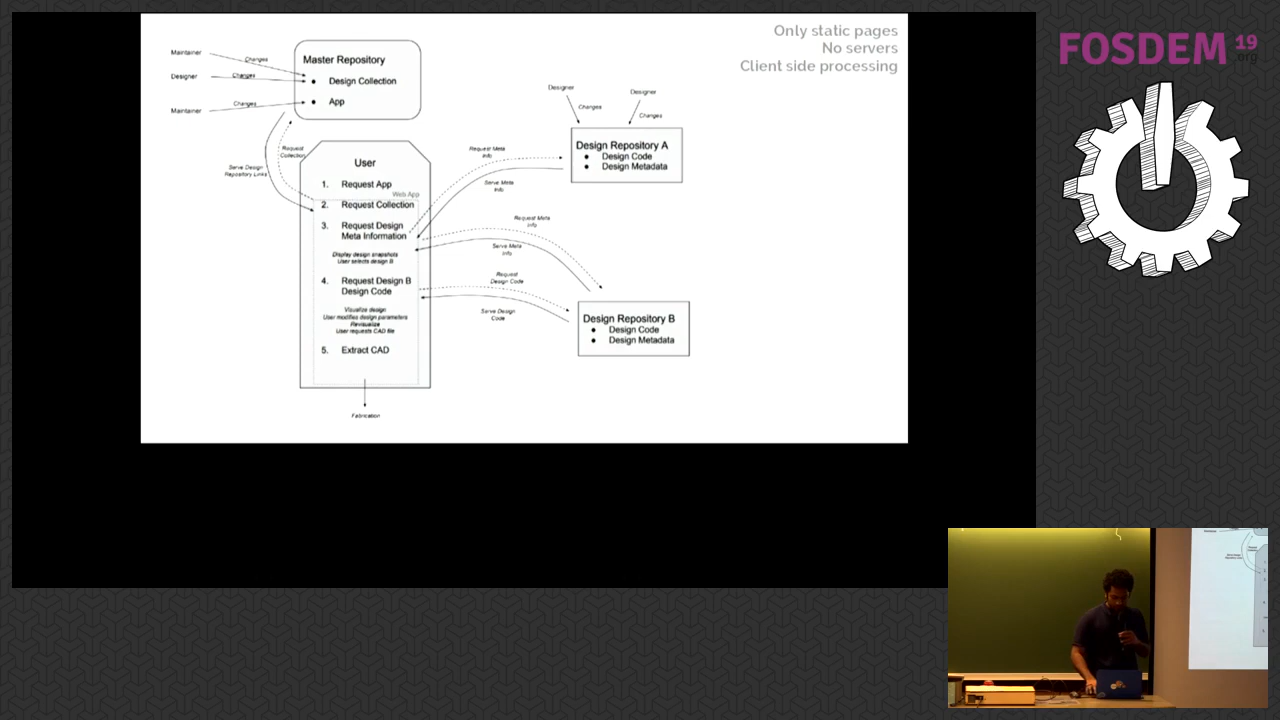 Only static pages
No servers
Client side processing
FOSDEM 19
.org
Maintainer
Changes
Designer
Changes
Maintainer
Changes
Master Repository
• Design Collection
• App
Request
Collection
Serve Design
Repository Links
User
1. Request App
Web App
2. Request Collection
3. Request Design
Meta Information
Display design snapshots
User selects design B
4. Request Design B
Design Code
Visualize design
User modifies design parameters
Revisualize
User requests CAD file
5. Extract CAD
Fabrication
Designer
Changes
Designer
Changes
Request Meta
Info
Serve Meta
Info
Design Repository A
• Design Code
• Design Metadata
Request Meta
Info
Serve Meta
Info
Request
Design Code
Serve Design
Code
Design Repository B
• Design Code
• Design Metadata